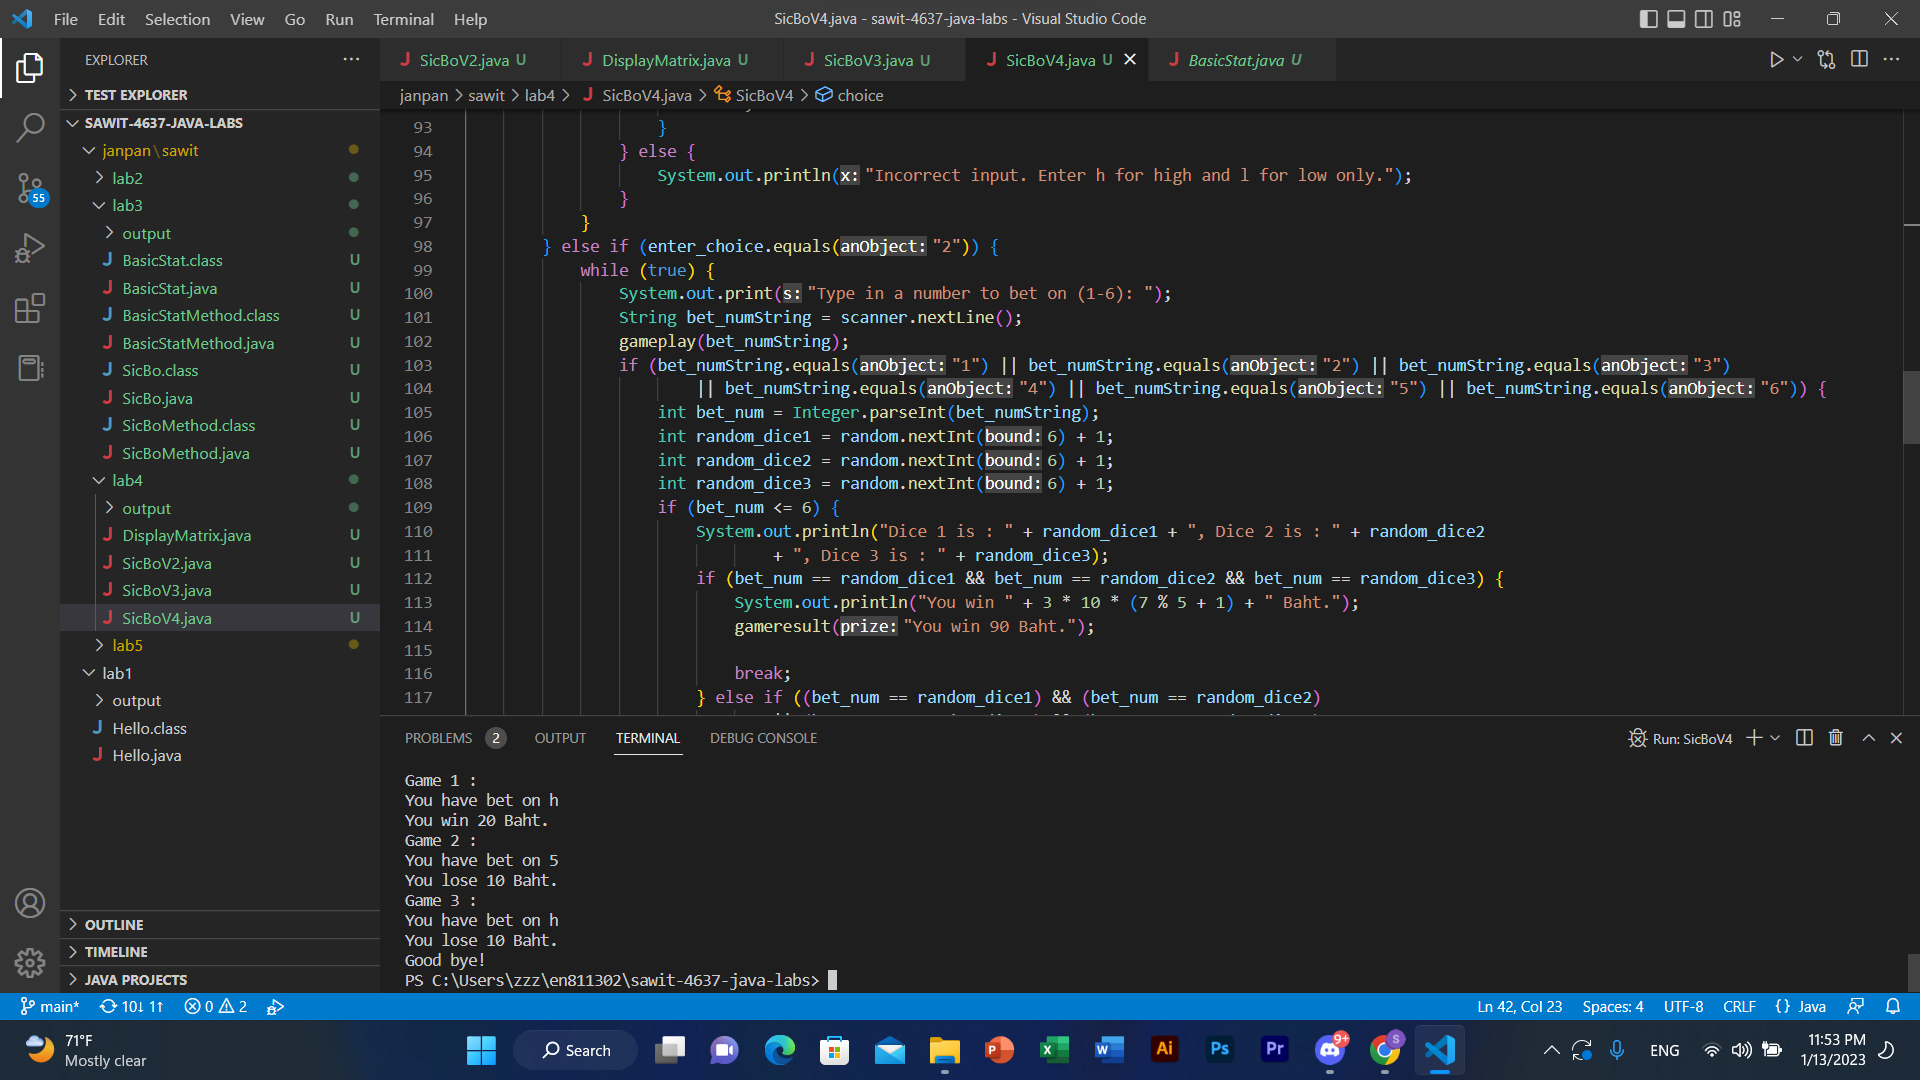 File Edit Selection View Go Run Terminal Help
SicBoV4.java - sawit-4637-java-labs - Visual Studio Code
EXPLORER
TEST EXPLORER
SAWIT-4637-JAVA-LABS
janpan\sawit
lab2
lab3
output
BasicStat.class U
BasicStat.java U
BasicStatMethod.class U
BasicStatMethod.java U
SicBo.class U
SicBo.java U
SicBoMethod.class U
SicBoMethod.java U
lab4
output
DisplayMatrix.java U
SicBoV2.java U
SicBoV3.java U
SicBoV4.java U
lab5
lab1
output
Hello.class
Hello.java
OUTLINE
TIMELINE
JAVA PROJECTS
55
SicBoV2.java U DisplayMatrix.java U SicBoV3.java U SicBoV4.java U BasicStat.java U
janpan > sawit > lab4 > SicBoV4.java > SicBoV4 > choice
93 }
94 } else {
95 System.out.println(x: "Incorrect input. Enter h for high and l for low only.");
96 }
97 }
98 } else if (enter_choice.equals(anObject: "2")) {
99 while (true) {
100 System.out.print(s: "Type in a number to bet on (1-6): ");
101 String bet_numString = scanner.nextLine();
102 gameplay(bet_numString);
103 if (bet_numString.equals(anObject: "1") || bet_numString.equals(anObject: "2") || bet_numString.equals(anObject: "3")
104 || bet_numString.equals(anObject: "4") || bet_numString.equals(anObject: "5") || bet_numString.equals(anObject: "6")) {
105 int bet_num = Integer.parseInt(bet_numString);
106 int random_dice1 = random.nextInt(bound: 6) + 1;
107 int random_dice2 = random.nextInt(bound: 6) + 1;
108 int random_dice3 = random.nextInt(bound: 6) + 1;
109 if (bet_num <= 6) {
110 System.out.println("Dice 1 is : " + random_dice1 + ", Dice 2 is : " + random_dice2
111 + ", Dice 3 is : " + random_dice3);
112 if (bet_num == random_dice1 && bet_num == random_dice2 && bet_num == random_dice3) {
113 System.out.println("You win " + 3 * 10 * (7 % 5 + 1) + " Baht.");
114 gameresult(prize: "You win 90 Baht.");
115
116 break;
117 } else if ((bet_num == random_dice1) && (bet_num == random_dice2)
PROBLEMS 2 OUTPUT TERMINAL DEBUG CONSOLE
Run: SicBoV4
Game 1 :
You have bet on h
You win 20 Baht.
Game 2 :
You have bet on 5
You lose 10 Baht.
Game 3 :
You have bet on h
You lose 10 Baht.
Good bye!
PS C:\Users\zzz\en811302\sawit-4637-java-labs>
main* 10↓ 1↑ 0 2
Ln 42, Col 23 Spaces: 4 UTF-8 CRLF {} Java
71°F
Mostly clear
Search
P X W Ai Ps Pr 9+ S
ENG
11:53 PM
1/13/2023